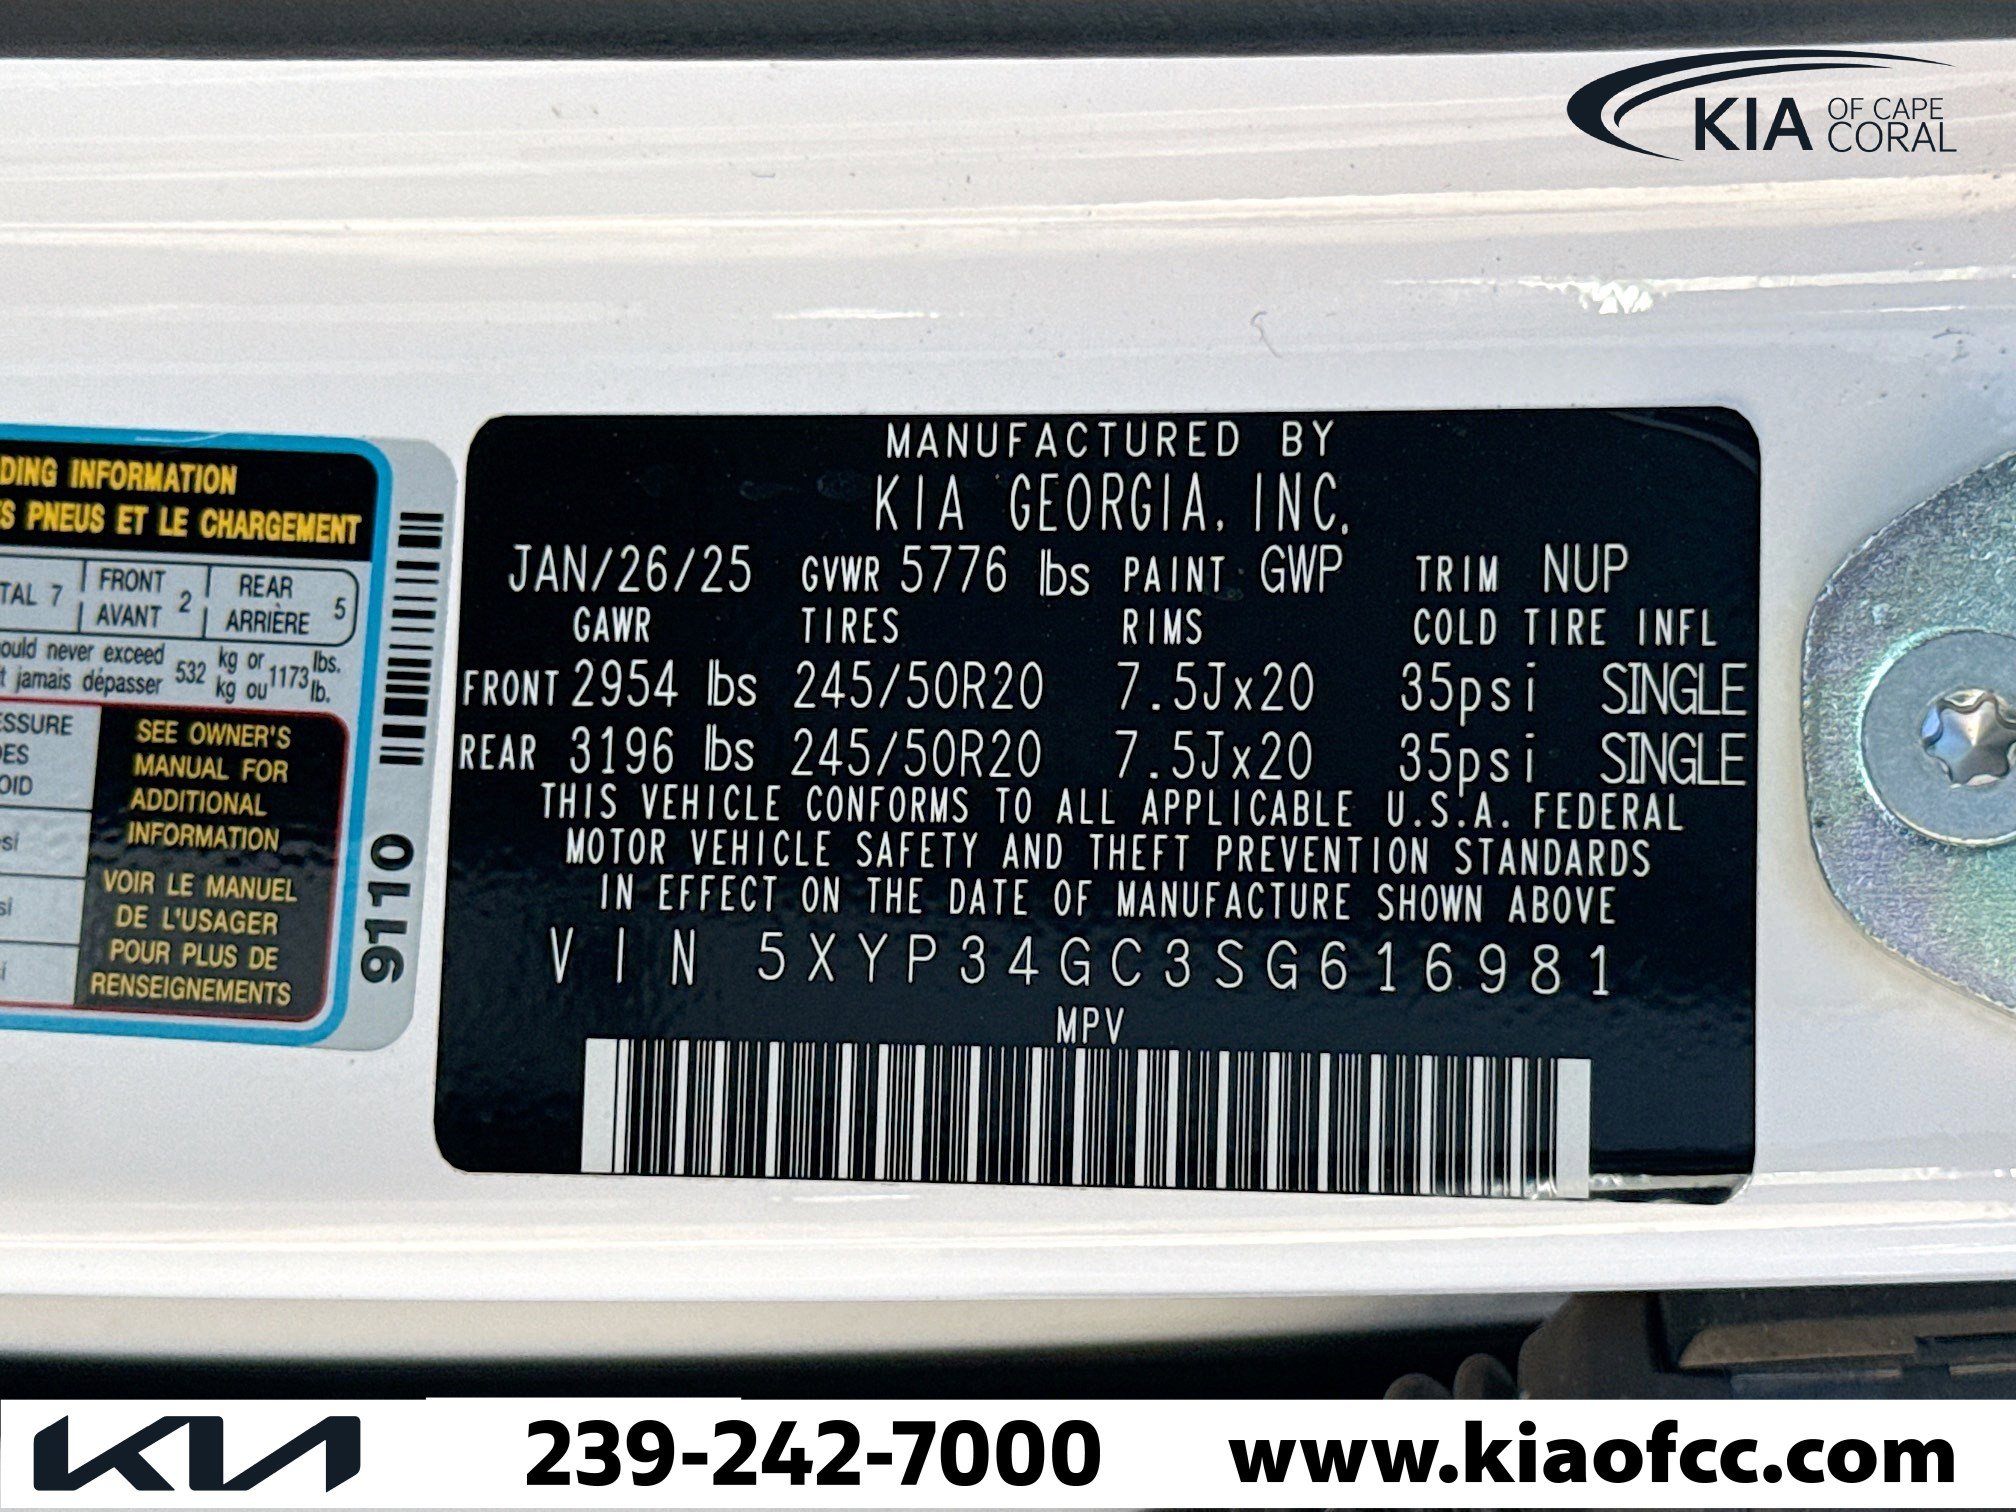 KIA OF CAPE CORAL
DING INFORMATION
S PNEUS ET LE CHARGEMENT
TAL 7 FRONT AVANT 2 REAR ARRIÈRE 5
ould never exceed 532 kg or 1173 lbs.
t jamais dépasser kg ou lb.
ESSURE
DES
OID
SEE OWNER'S
MANUAL FOR
ADDITIONAL
INFORMATION
VOIR LE MANUEL
DE L'USAGER
POUR PLUS DE
RENSEIGNEMENTS
9110
MANUFACTURED BY
KIA GEORGIA, INC.
JAN/26/25 GVWR 5776 lbs PAINT GWP TRIM NUP
GAWR TIRES RIMS COLD TIRE INFL
FRONT 2954 lbs 245/50R20 7.5Jx20 35psi SINGLE
REAR 3196 lbs 245/50R20 7.5Jx20 35psi SINGLE
THIS VEHICLE CONFORMS TO ALL APPLICABLE U.S.A. FEDERAL
MOTOR VEHICLE SAFETY AND THEFT PREVENTION STANDARDS
IN EFFECT ON THE DATE OF MANUFACTURE SHOWN ABOVE
VIN 5XYP34GC3SG616981
MPV
KIA 239-242-7000 www.kiaofcc.com